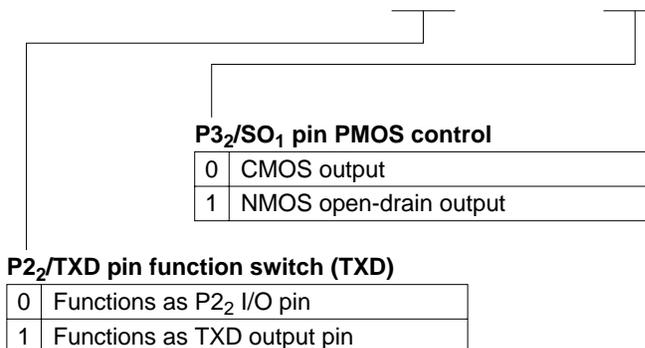 P3₂/SO₁ pin PMOS control
0 CMOS output
1 NMOS open-drain output
P2₂/TXD pin function switch (TXD)
0 Functions as P2₂ I/O pin
1 Functions as TXD output pin